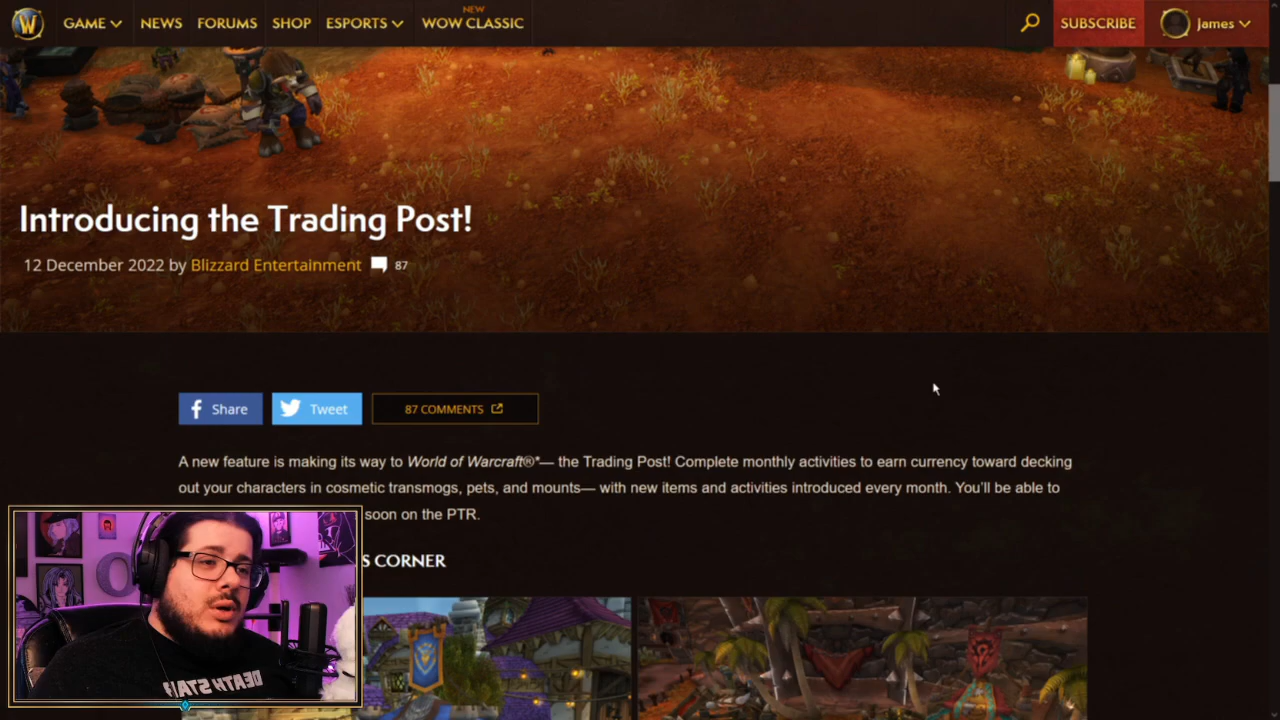 W
GAME
NEWS
FORUMS
SHOP
ESPORTS
NEW
WOW CLASSIC
SUBSCRIBE
James
Introducing the Trading Post!
12 December 2022 by Blizzard Entertainment 87
Share
Tweet
87 COMMENTS
A new feature is making its way to World of Warcraft®*— the Trading Post! Complete monthly activities to earn currency toward decking
out your characters in cosmetic transmogs, pets, and mounts— with new items and activities introduced every month. You'll be able to
soon on the PTR.
S CORNER